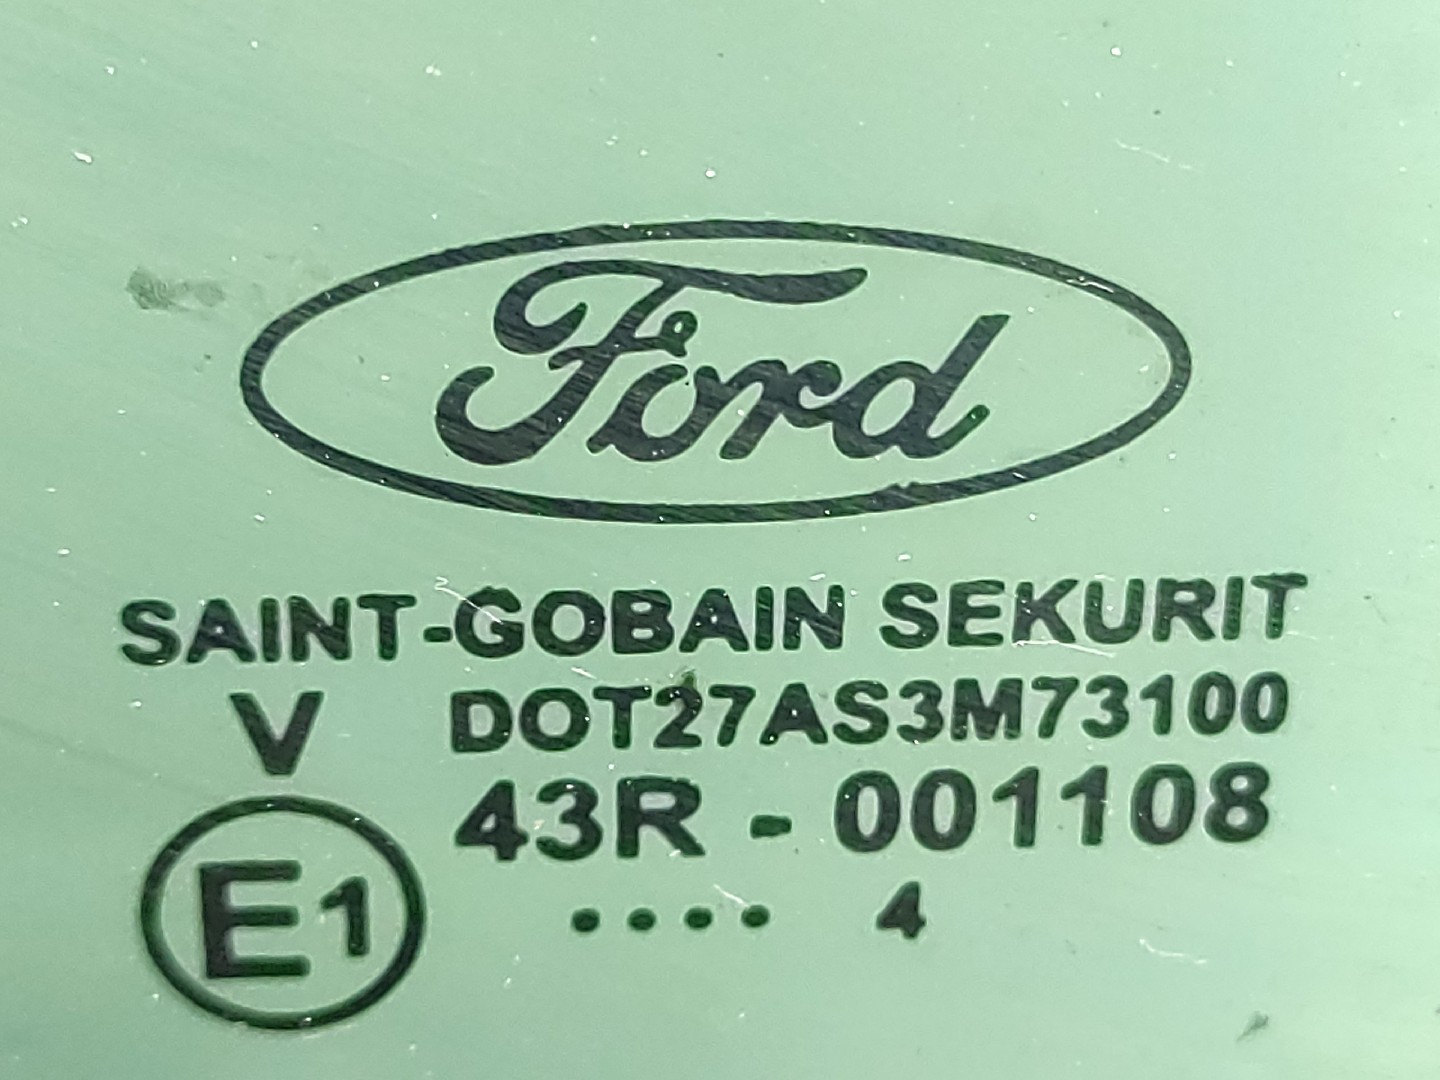 Ford
SAINT-GOBAIN SEKURIT
V DOT27AS3M73100
43R - 001108
E1
.... 4